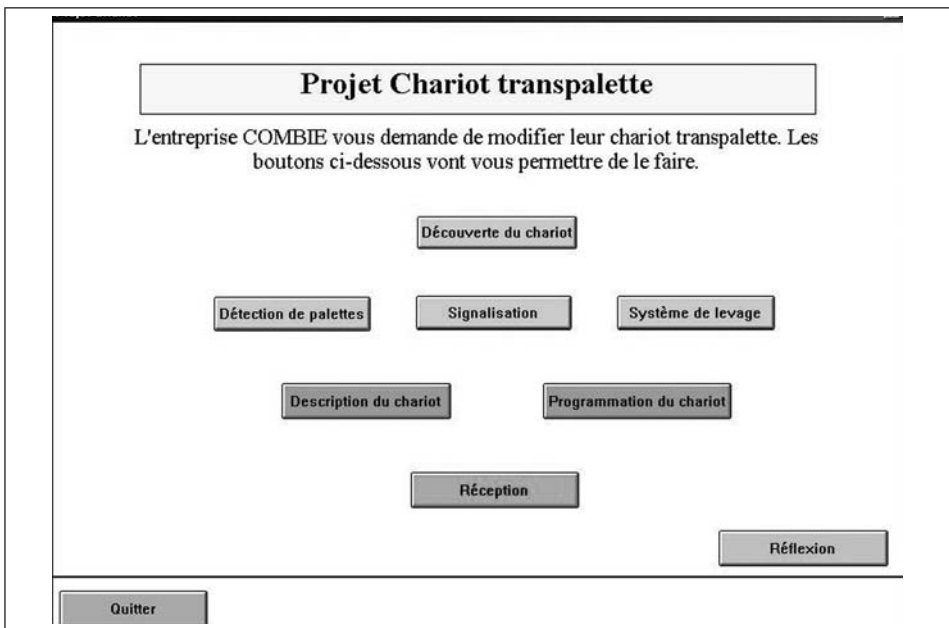 Projet Chariot transpalette
L'entreprise COMBIE vous demande de modifier leur chariot transpalette. Les
boutons ci-dessous vont vous permettre de le faire.
Découverte du chariot
Détection de palettes
Signalisation
Système de levage
Description du chariot
Programmation du chariot
Réception
Réflexion
Quitter